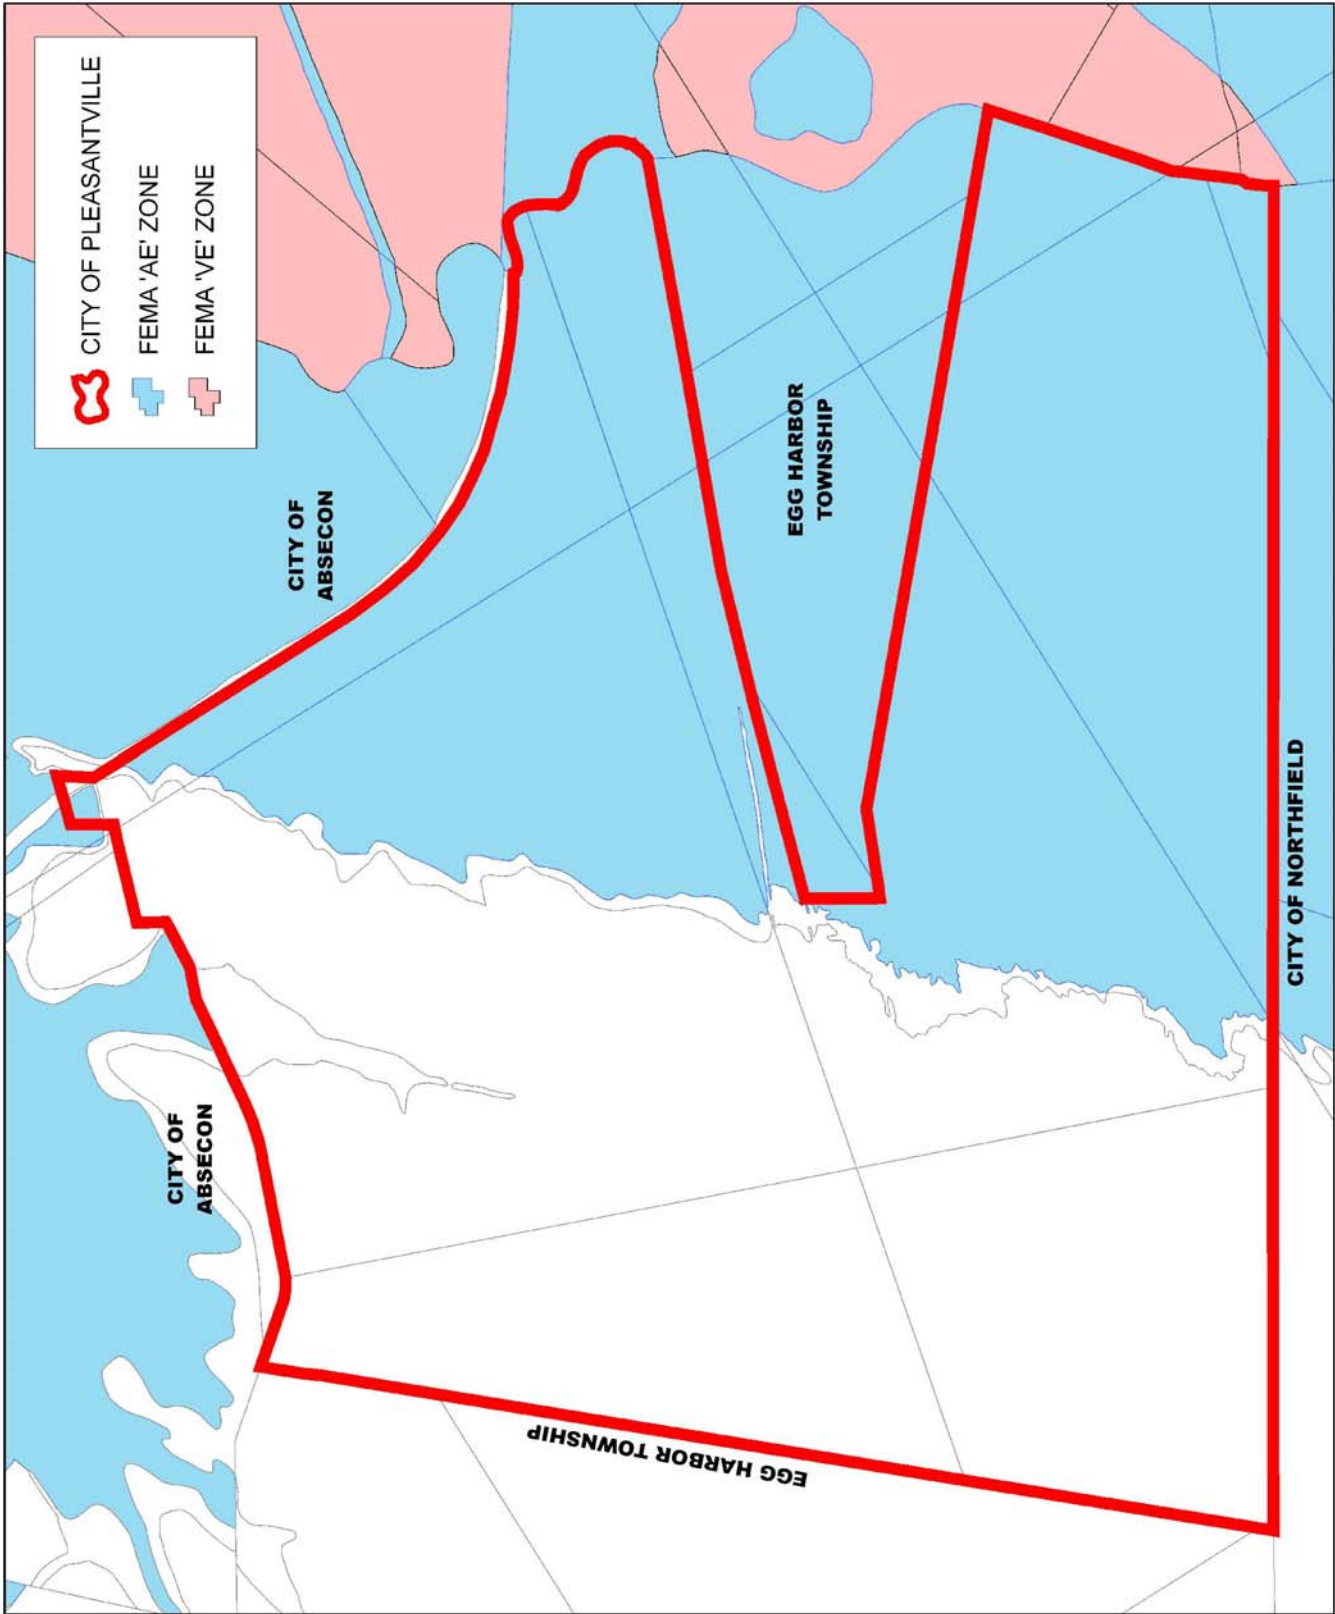 CITY OF PLEASANTVILLE
FEMA 'AE' ZONE
FEMA 'VE' ZONE
CITY OF
ABSECON
EGG HARBOR
TOWNSHIP
CITY OF
ABSECON
EGG HARBOR TOWNSHIP
CITY OF NORTHFIELD